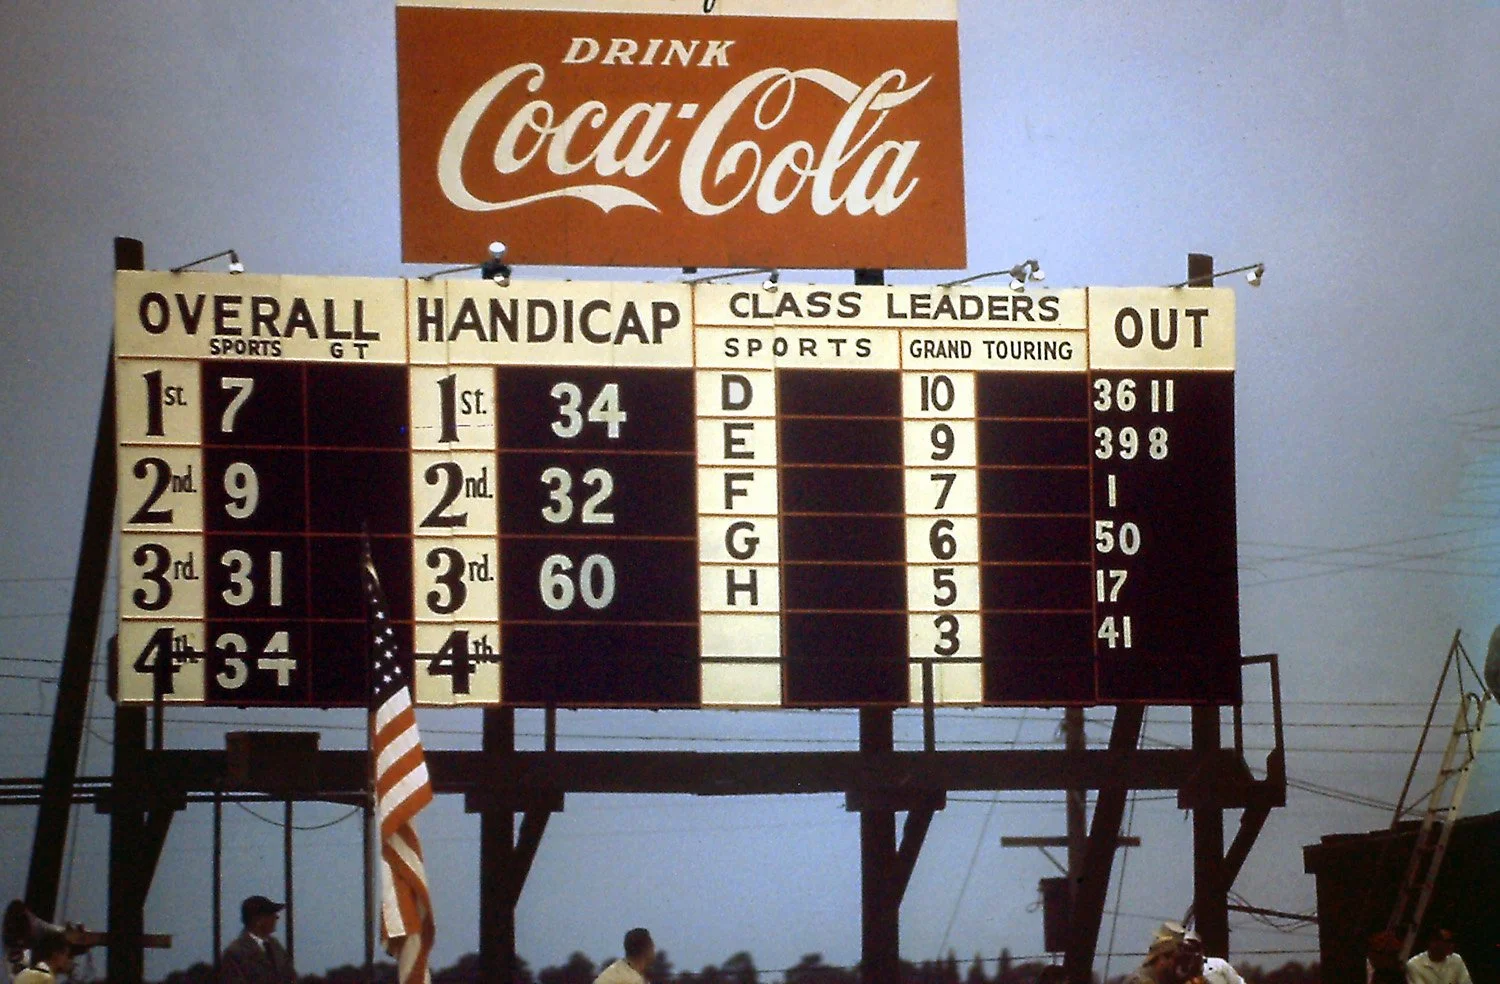 DRINK
Coca-Cola
OVERALL
SPORTS GT
HANDICAP
CLASS LEADERS
SPORTS
GRAND TOURING
OUT
1st. 7 1st. 34 D 10 36 11
2nd. 9 2nd. 32 E 9 39 8
3rd. 31 3rd. 60 F 7 1
4th 34 4th G 6 50
H 5 17
3 41